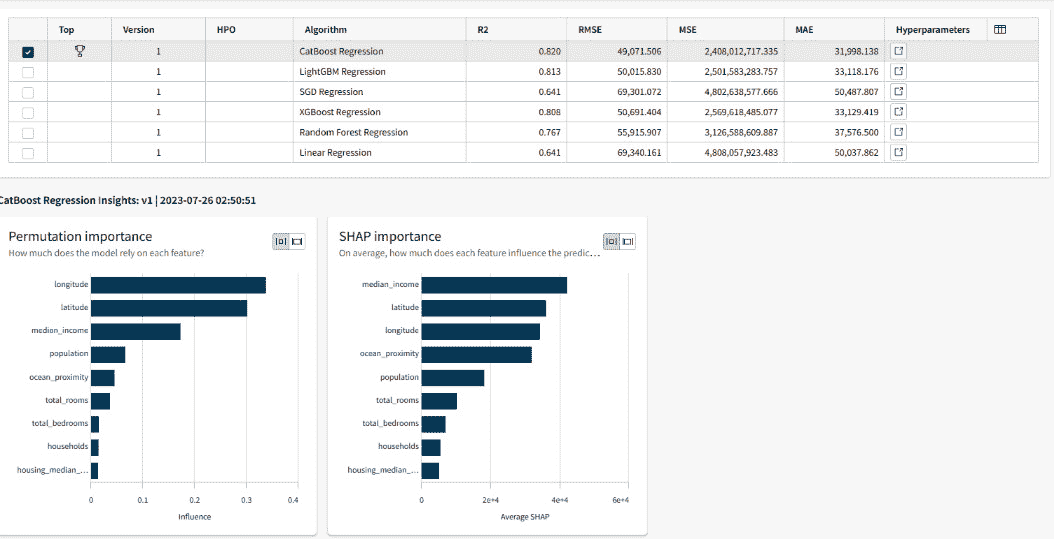 Top Version HPO Algorithm R2 RMSE MSE MAE Hyperparameters
1 CatBoost Regression 0.820 49,071.506 2,408,012,717.335 31,998.138
1 LightGBM Regression 0.813 50,015.830 2,501,583,283.757 33,118.176
1 SGD Regression 0.641 69,301.072 4,802,638,577.666 50,487.807
1 XGBoost Regression 0.808 50,691.404 2,569,618,485.077 33,129.419
1 Random Forest Regression 0.767 55,915.907 3,126,588,609.887 37,576.500
1 Linear Regression 0.641 69,340.161 4,808,057,923.483 50,037.862
CatBoost Regression Insights: v1 | 2023-07-26 02:50:51
Permutation importance
How much does the model rely on each feature?
longitude
latitude
median_income
population
ocean_proximity
total_rooms
total_bedrooms
households
housing_median_...
0 0.1 0.2 0.3 0.4
Influence
SHAP importance
On average, how much does each feature influence the predic...
median_income
latitude
longitude
ocean_proximity
population
total_rooms
total_bedrooms
households
housing_median_...
0 2e+4 4e+4 6e+4
Average SHAP